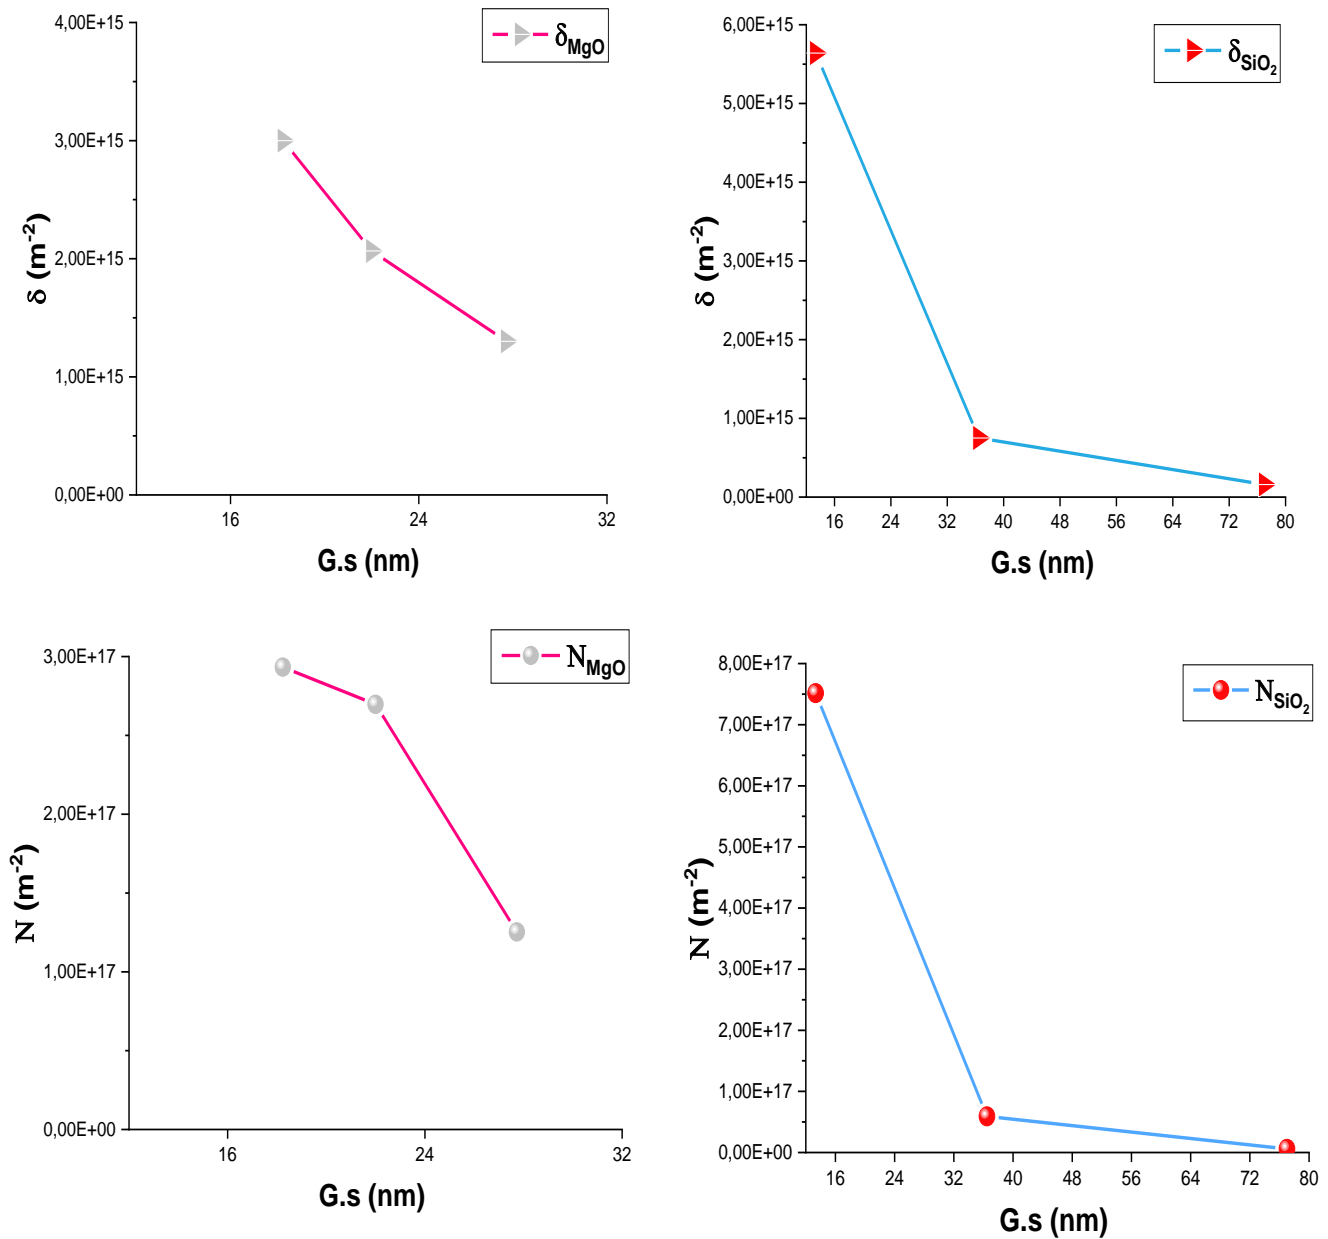 4,00E+15
3,00E+15
2,00E+15
1,00E+15
0,00E+00
δ (m⁻²)
16 24 32
G.s (nm)
δMgO
6,00E+15
5,00E+15
4,00E+15
3,00E+15
2,00E+15
1,00E+15
0,00E+00
δ (m⁻²)
16 24 32 40 48 56 64 72 80
G.s (nm)
δSiO₂
3,00E+17
2,00E+17
1,00E+17
0,00E+00
N (m⁻²)
16 24 32
G.s (nm)
NMgO
8,00E+17
7,00E+17
6,00E+17
5,00E+17
4,00E+17
3,00E+17
2,00E+17
1,00E+17
0,00E+00
N (m⁻²)
16 24 32 40 48 56 64 72 80
G.s (nm)
NSiO₂